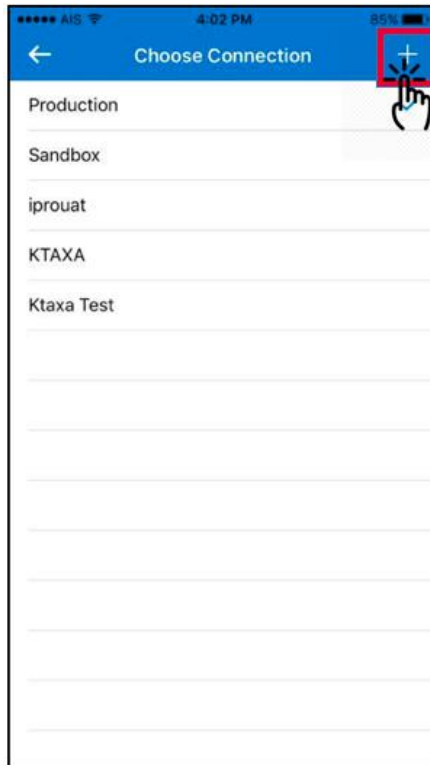 AIS 4:02 PM 85%
Choose Connection
Production
Sandbox
iprouat
KTAXA
Ktaxa Test